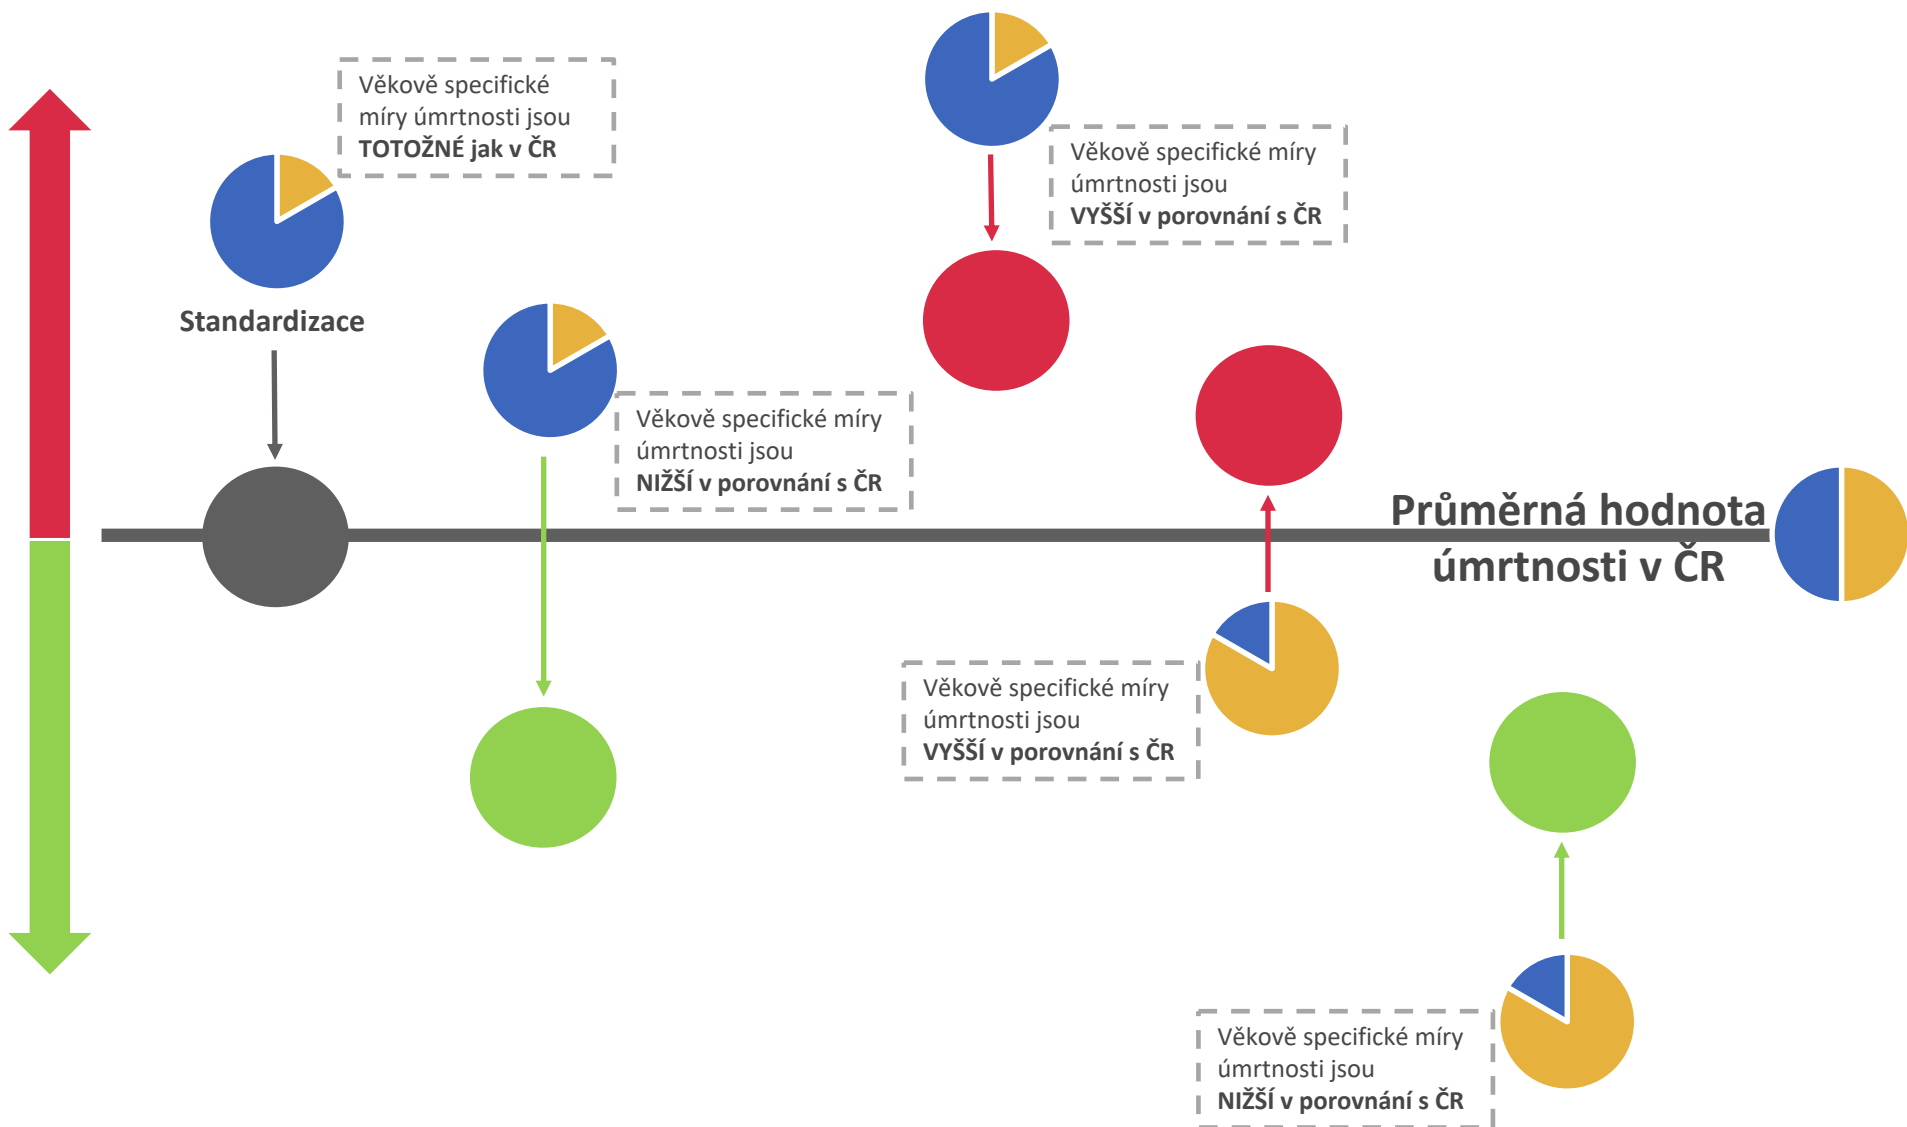 Věkově specifické
míry úmrtnosti jsou
TOTOŽNÉ jak v ČR
Věkově specifické míry
úmrtnosti jsou
VYŠŠÍ v porovnání s ČR
Standardizace
Věkově specifické míry
úmrtnosti jsou
NIŽŠÍ v porovnání s ČR
Průměrná hodnota
úmrtnosti v ČR
Věkově specifické míry
úmrtnosti jsou
VYŠŠÍ v porovnání s ČR
Věkově specifické míry
úmrtnosti jsou
NIŽŠÍ v porovnání s ČR